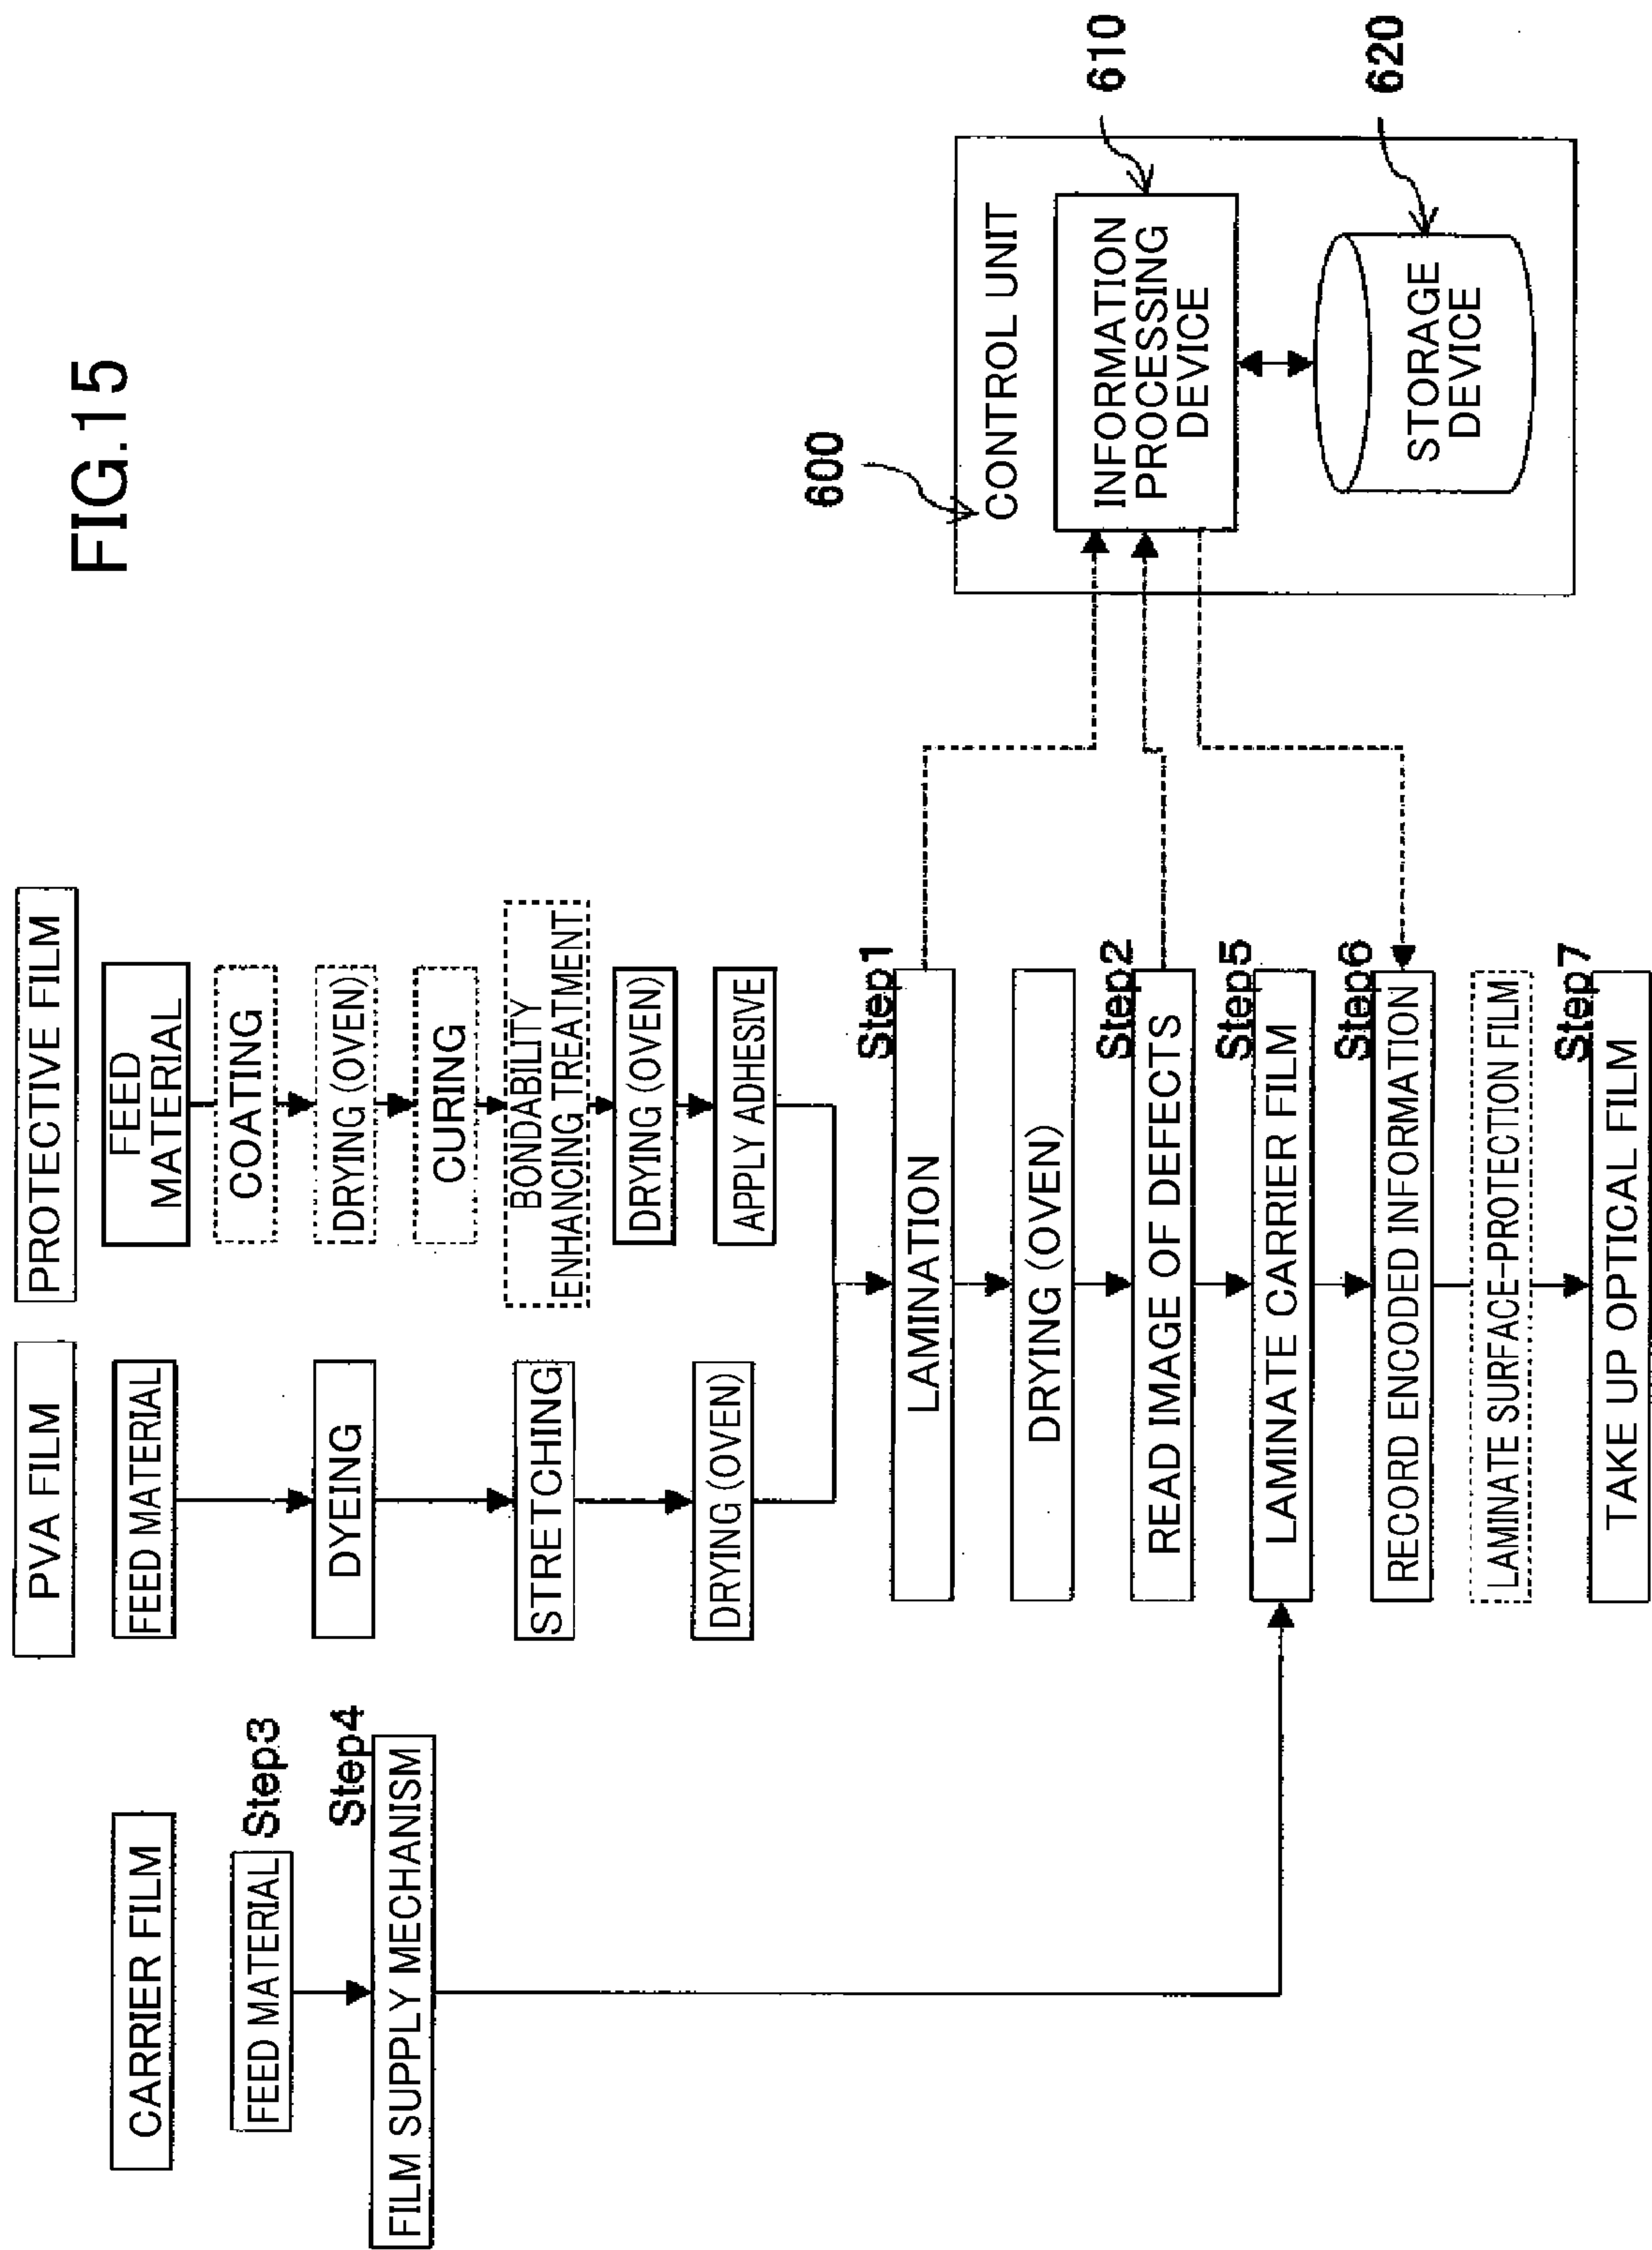 FIG.15
CARRIER FILM
FEED MATERIAL
Step3
Step4
FILM SUPPLY MECHANISM
PVA FILM
FEED MATERIAL
DYEING
STRETCHING
DRYING (OVEN)
PROTECTIVE FILM
FEED
MATERIAL
COATING
DRYING (OVEN)
CURING
BONDABILITY
ENHANCING TREATMENT
DRYING (OVEN)
APPLY ADHESIVE
Step1
LAMINATION
DRYING (OVEN)
Step2
READ IMAGE OF DEFECTS
Step5
LAMINATE CARRIER FILM
Step6
RECORD ENCODED INFORMATION
LAMINATE SURFACE-PROTECTION FILM
Step7
TAKE UP OPTICAL FILM
600
CONTROL UNIT
610
INFORMATION
PROCESSING
DEVICE
620
STORAGE
DEVICE